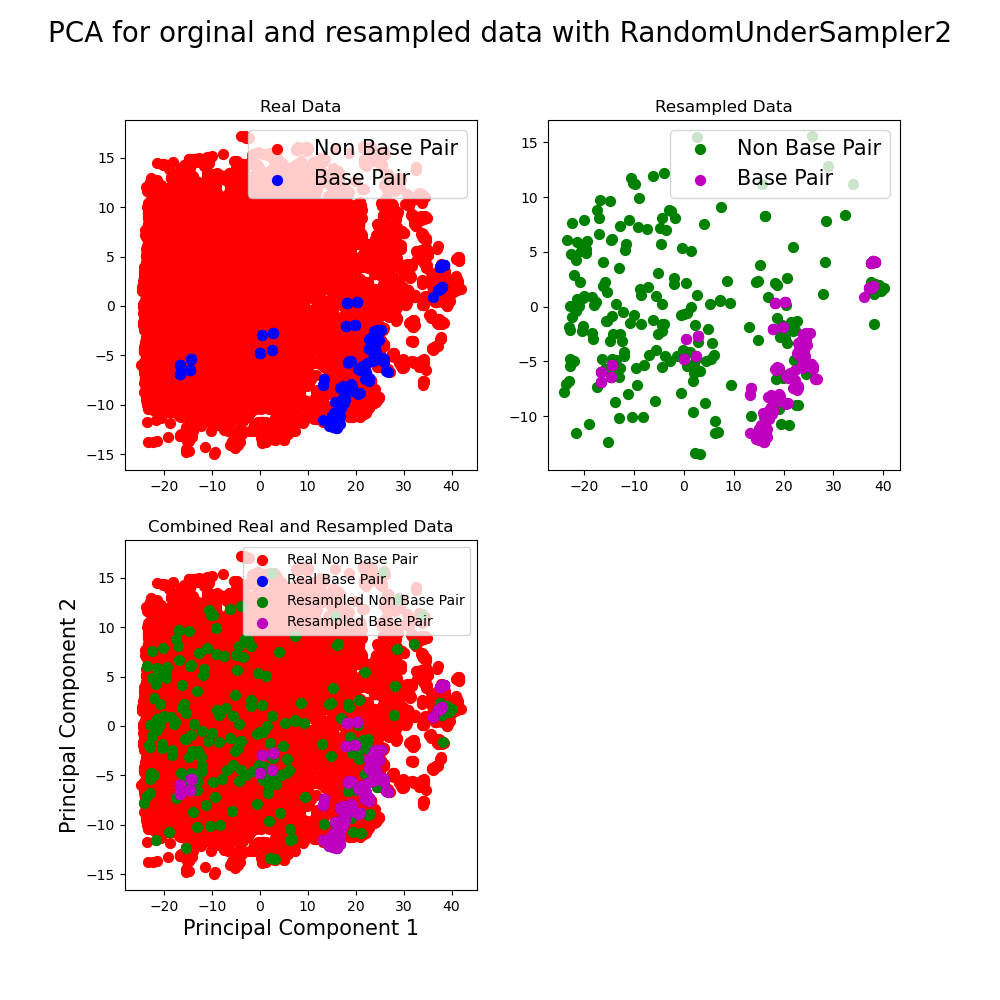 PCA for orginal and resampled data with RandomUnderSampler2
Real Data
Non Base Pair
Base Pair
15
10
5
0
−5
−10
−15
−20 −10 0 10 20 30 40
Resampled Data
Non Base Pair
Base Pair
15
10
5
0
−5
−10
−20 −10 0 10 20 30 40
Combined Real and Resampled Data
Real Non Base Pair
Real Base Pair
Resampled Non Base Pair
Resampled Base Pair
Principal Component 2
15
10
5
0
−5
−10
−15
−20 −10 0 10 20 30 40
Principal Component 1